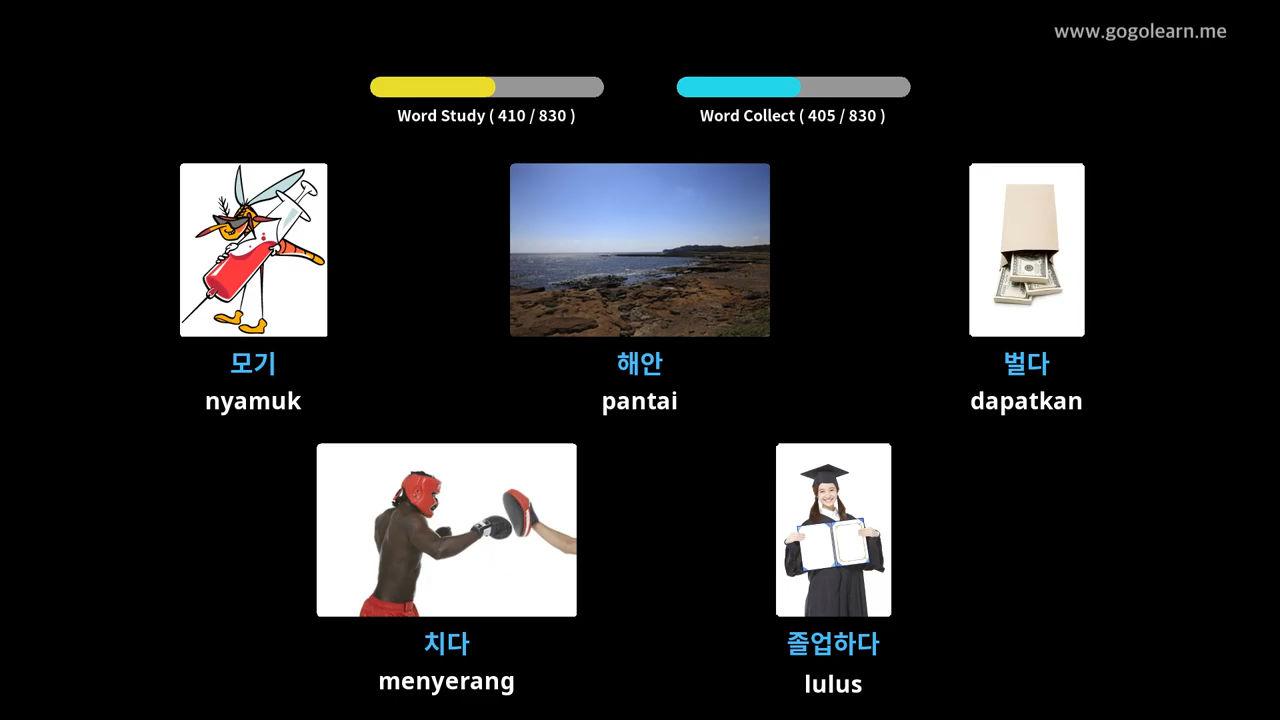 www.gogolearn.me
Word Study ( 410 / 830 )
Word Collect ( 405 / 830 )
모기
nyamuk
해안
pantai
벌다
dapatkan
치다
menyerang
졸업하다
lulus